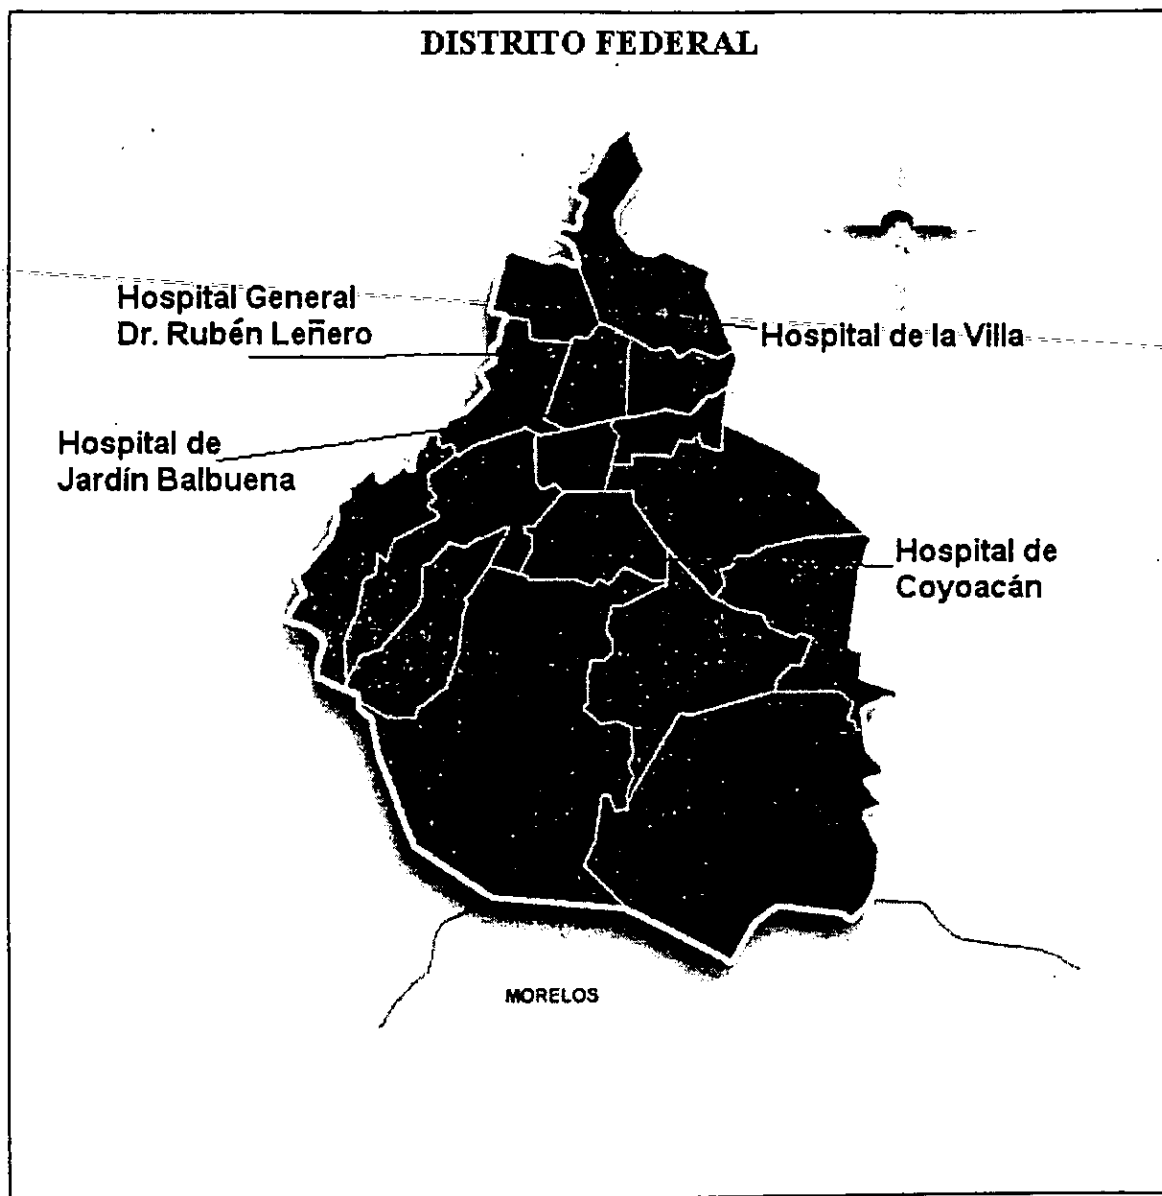 DISTRITO FEDERAL
Hospital General
Dr. Rubén Leñero
Hospital de la Villa
Hospital de
Jardín Balbuena
Hospital de
Coyoacán
MORELOS